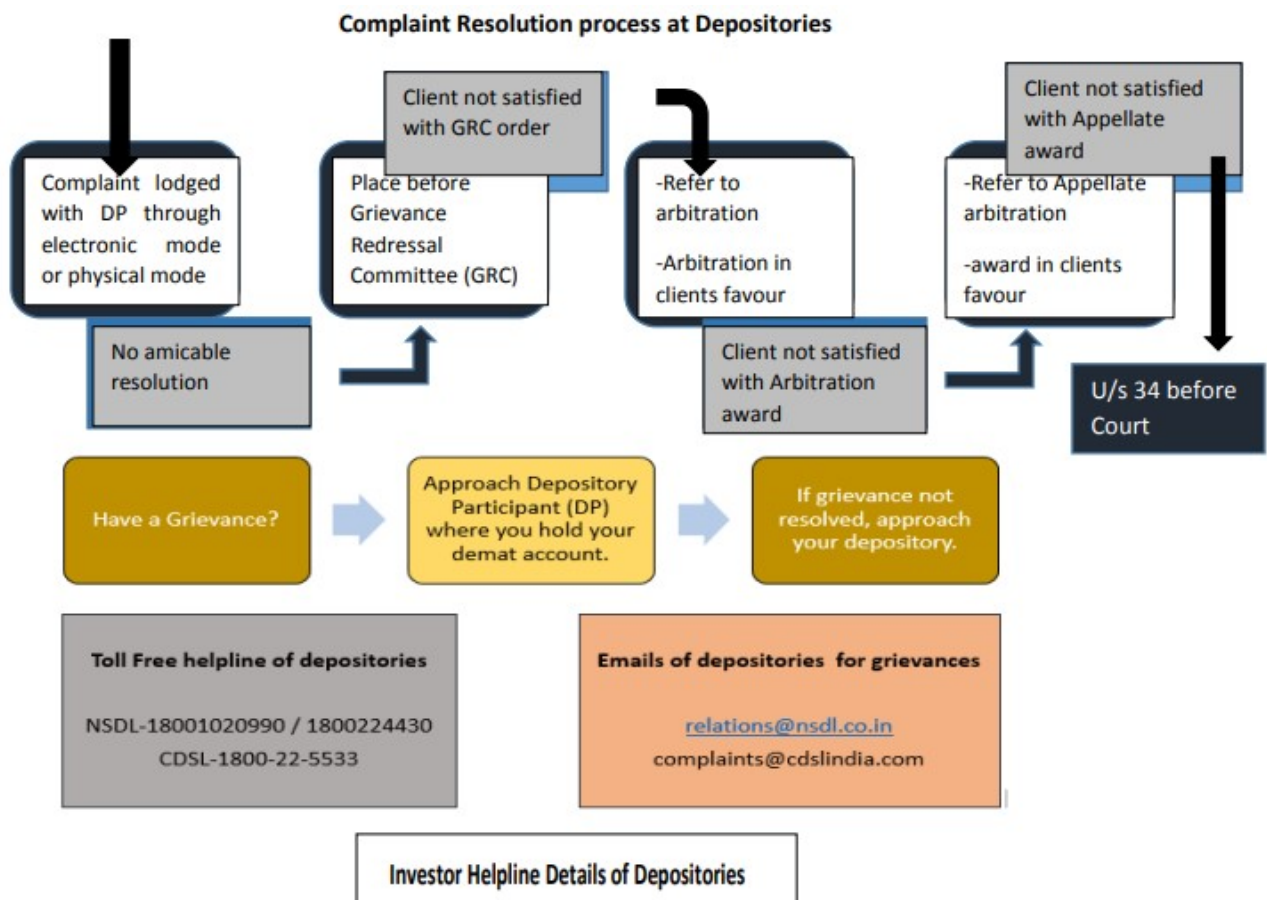 Complaint Resolution process at Depositories
Client not satisfied
with GRC order
Client not satisfied
with Appellate
award
Complaint lodged
with DP through
electronic mode
or physical mode
Place before
Grievance
Redressal
Committee (GRC)
-Refer to
arbitration
-Arbitration in
clients favour
-Refer to Appellate
arbitration
-award in clients
favour
No amicable
resolution
Client not satisfied
with Arbitration
award
U/s 34 before
Court
Have a Grievance?
Approach Depository
Participant (DP)
where you hold your
demat account.
If grievance not
resolved, approach
your depository.
Toll Free helpline of depositories
NSDL-18001020990 / 1800224430
CDSL-1800-22-5533
Emails of depositories for grievances
relations@nsdl.co.in
complaints@cdslindia.com
Investor Helpline Details of Depositories